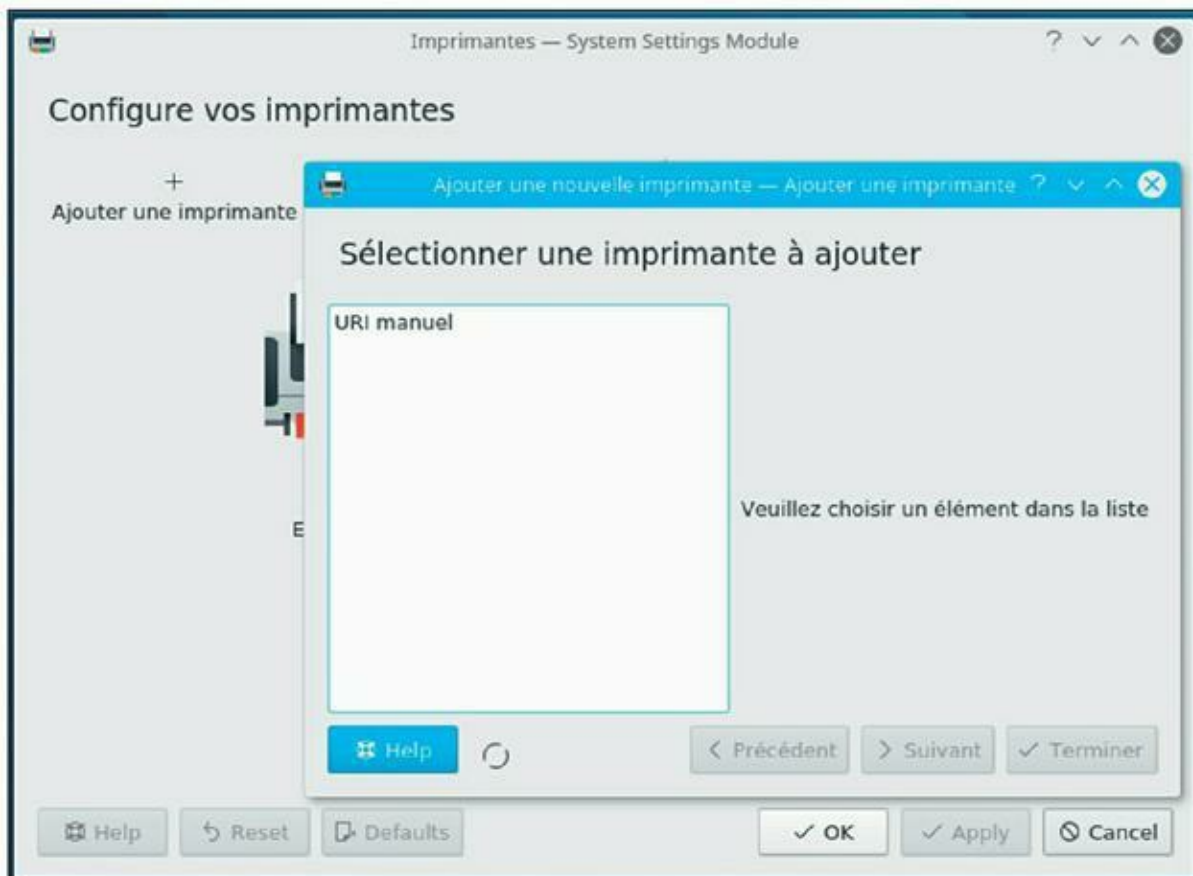 Imprimantes — System Settings Module
Configure vos imprimantes
Ajouter une imprimante
Ajouter une nouvelle imprimante — Ajouter une imprimante
Sélectionner une imprimante à ajouter
URI manuel
Veuillez choisir un élément dans la liste
E
Help
Précédent
Suivant
Terminer
Help
Reset
Defaults
OK
Apply
Cancel